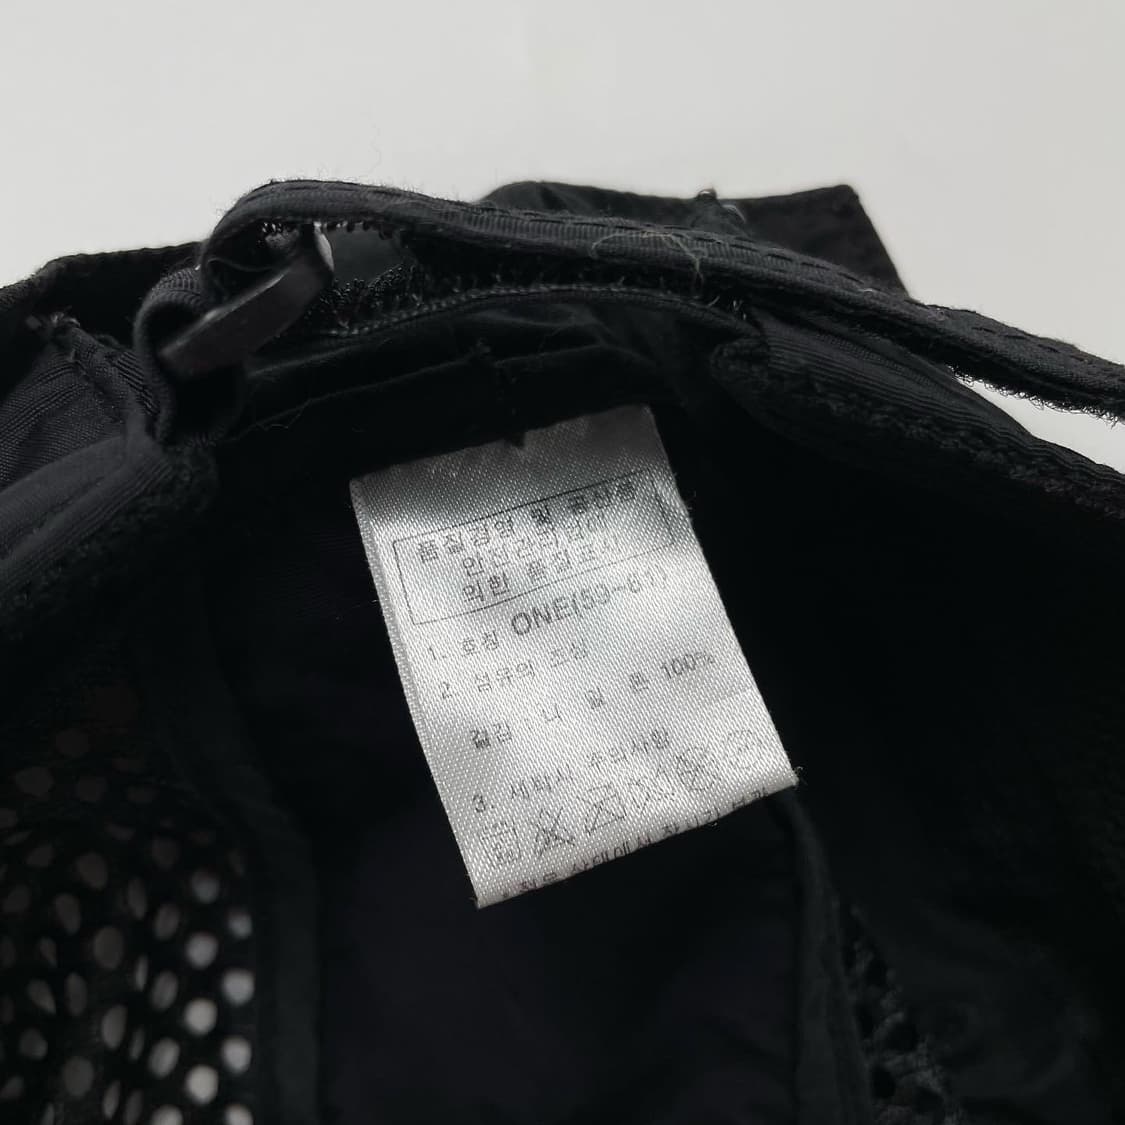 품질경영 및 공산품
안전관리법에
의한 품질표시
1. 호칭 ONE(53~61)
2 섬유의 조성
겉감 : 나 일 론 100%
3. 세탁시 주의사항